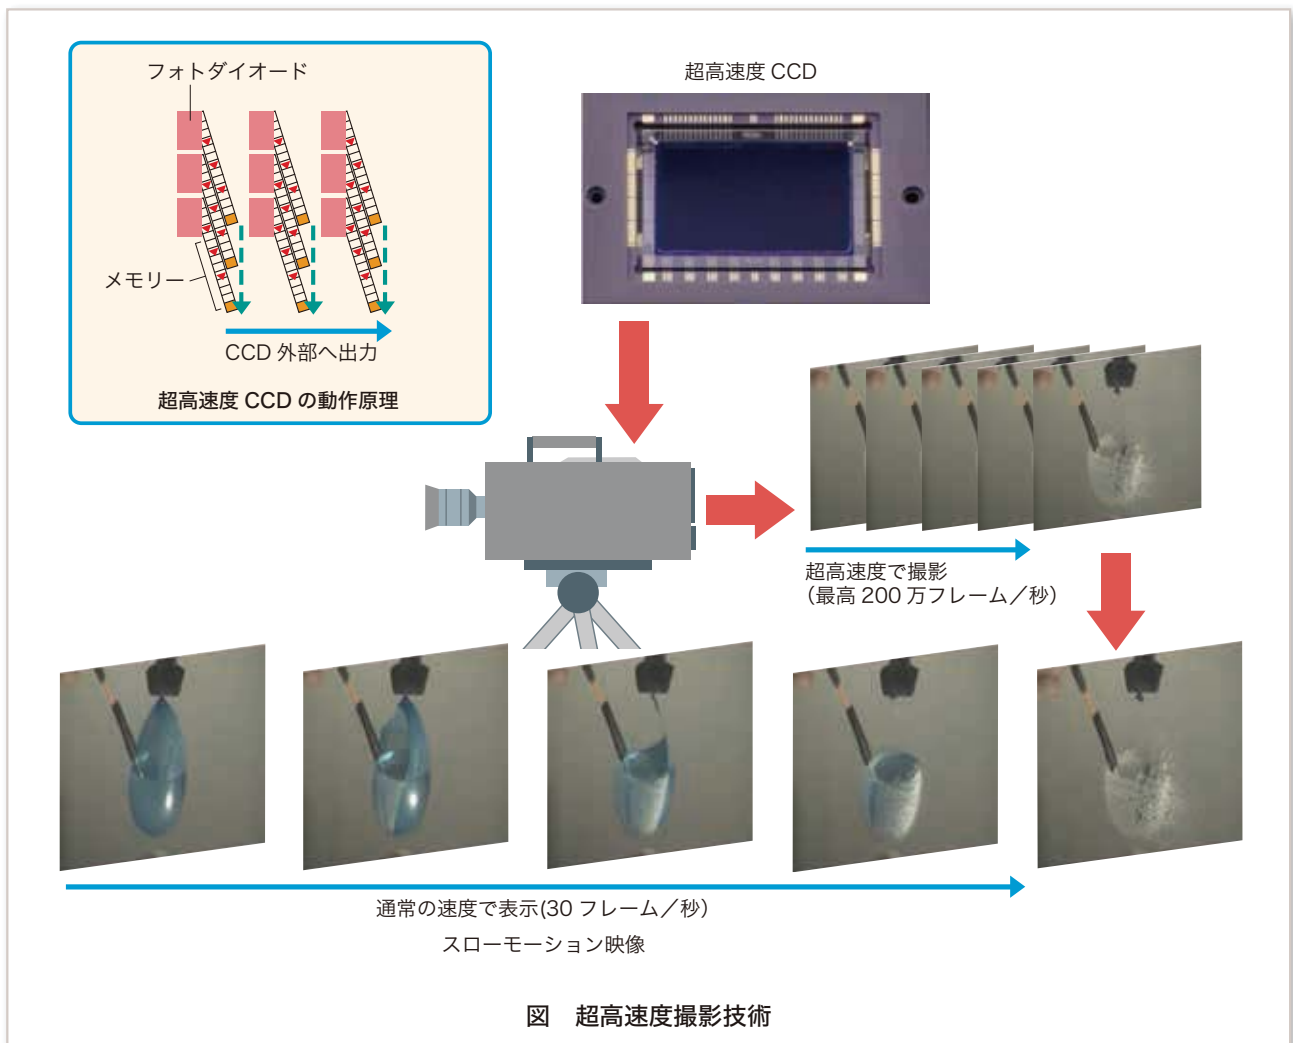 フォトダイオード
メモリー
CCD 外部へ出力
超高速度 CCD の動作原理
超高速度 CCD
超高速度で撮影
（最高 200 万フレーム／秒）
通常の速度で表示(30 フレーム／秒）
スローモーション映像
図　超高速度撮影技術